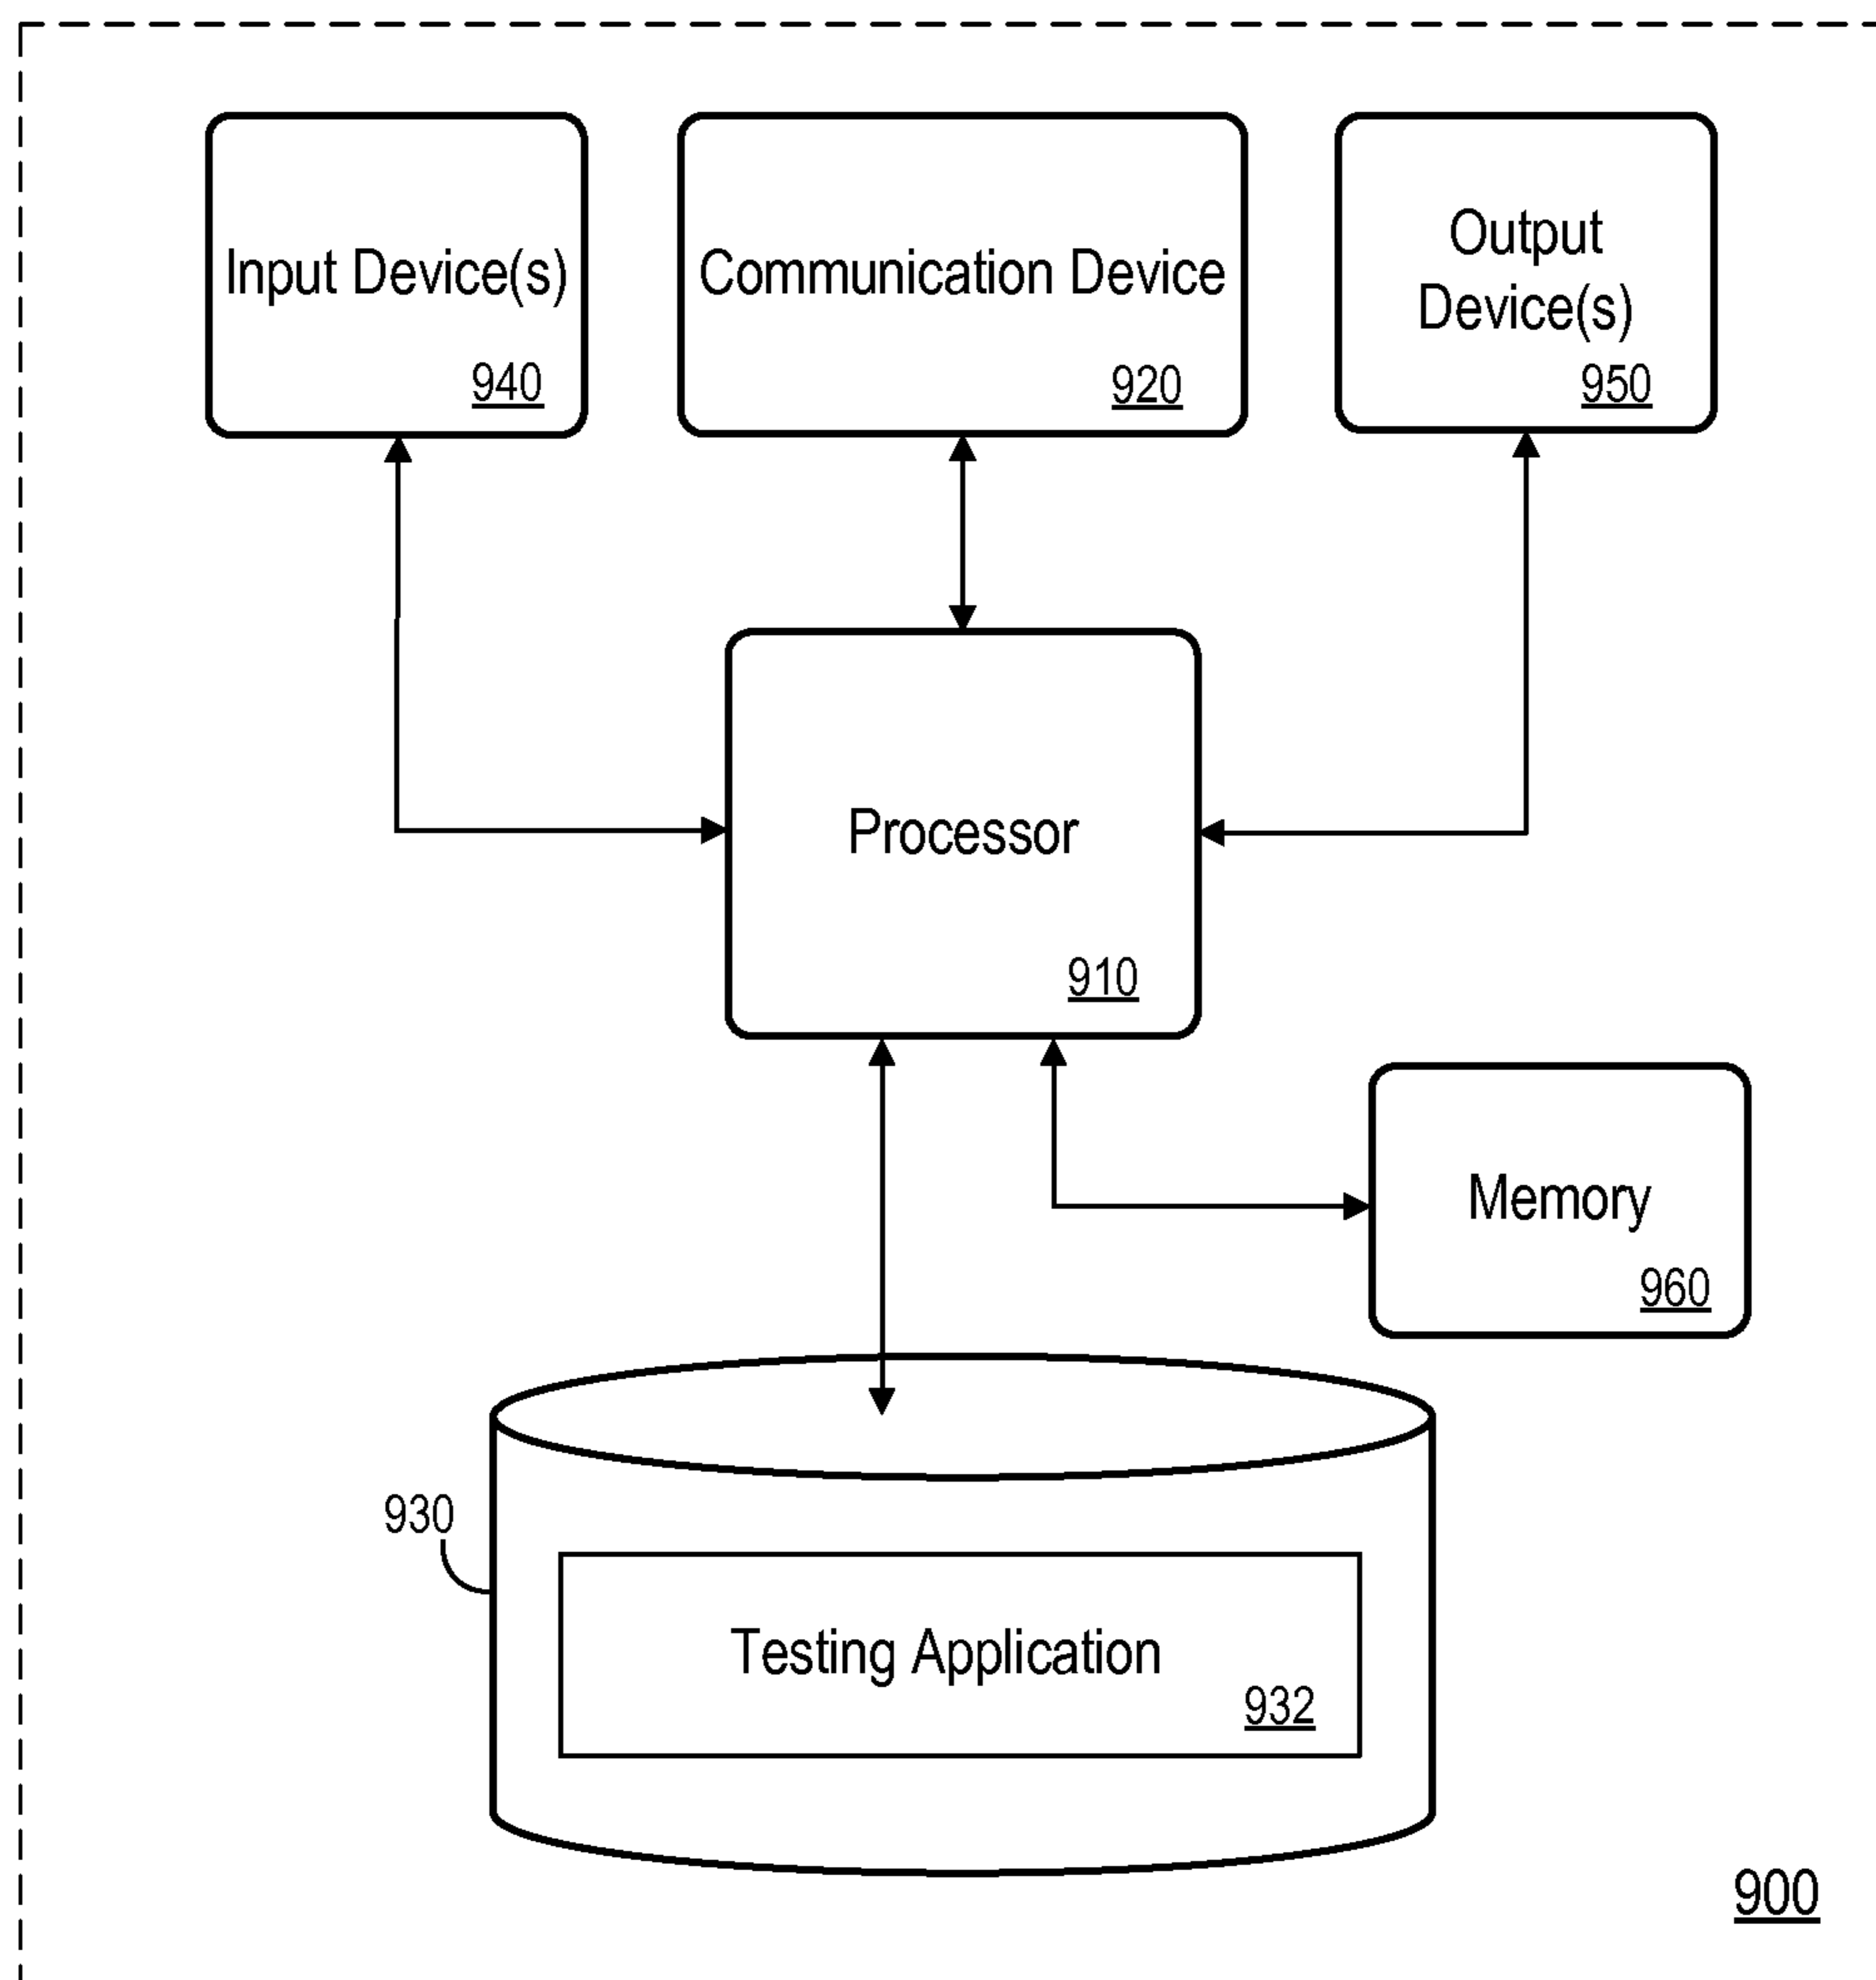 Input Device(s)
940
Communication Device
920
Output
Device(s)
950
Processor
910
Memory
960
930
Testing Application
932
900